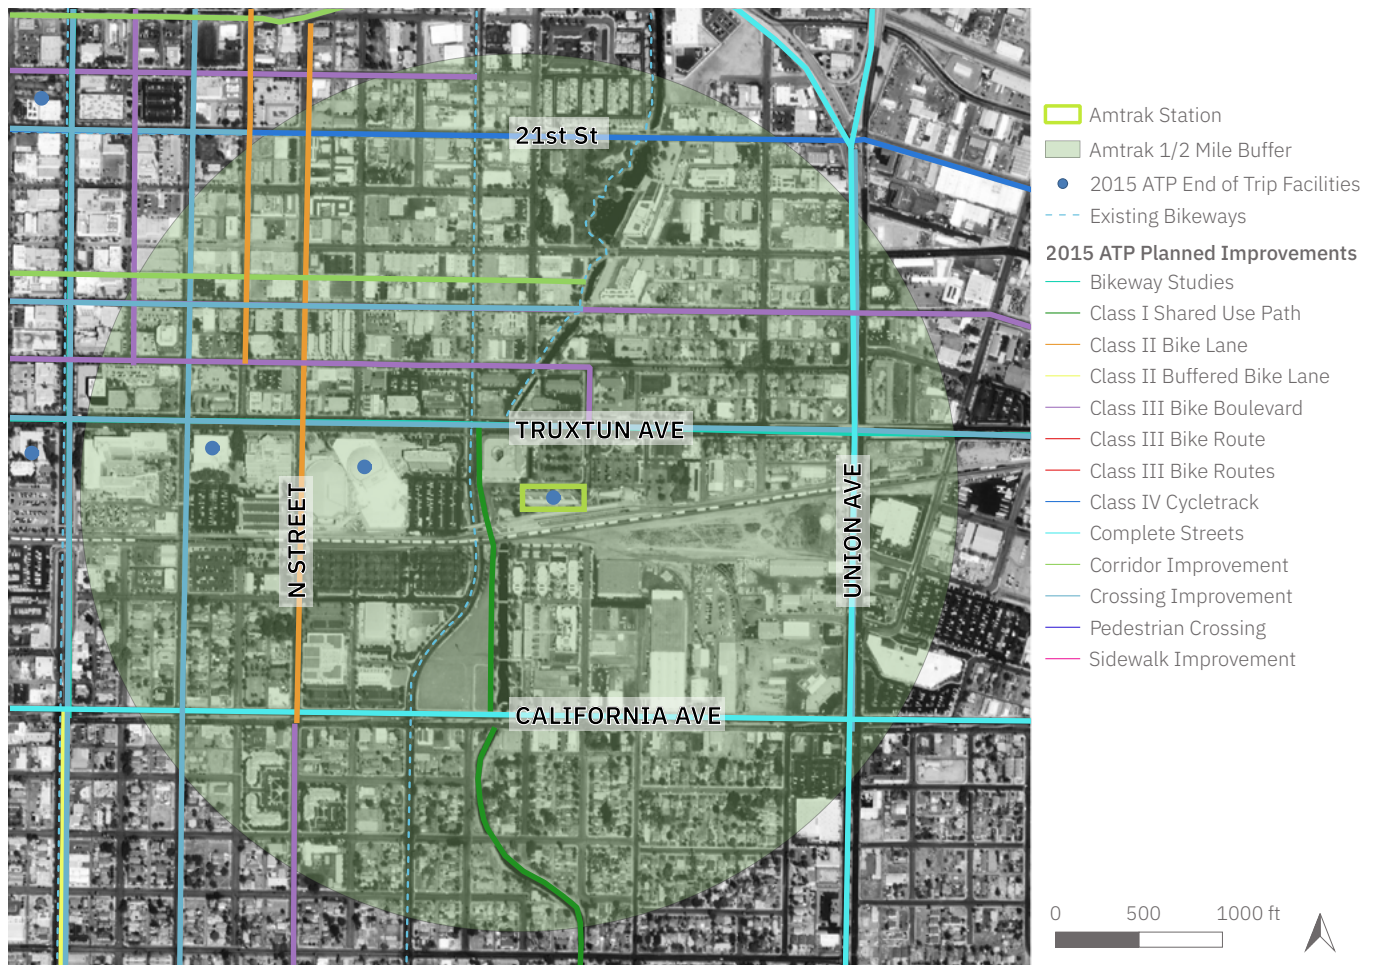 21st St
TRUXTUN AVE
N STREET
UNION AVE
CALIFORNIA AVE
Amtrak Station
Amtrak 1/2 Mile Buffer
2015 ATP End of Trip Facilities
Existing Bikeways
2015 ATP Planned Improvements
Bikeway Studies
Class I Shared Use Path
Class II Bike Lane
Class II Buffered Bike Lane
Class III Bike Boulevard
Class III Bike Route
Class III Bike Routes
Class IV Cycletrack
Complete Streets
Corridor Improvement
Crossing Improvement
Pedestrian Crossing
Sidewalk Improvement
0 500 1000 ft